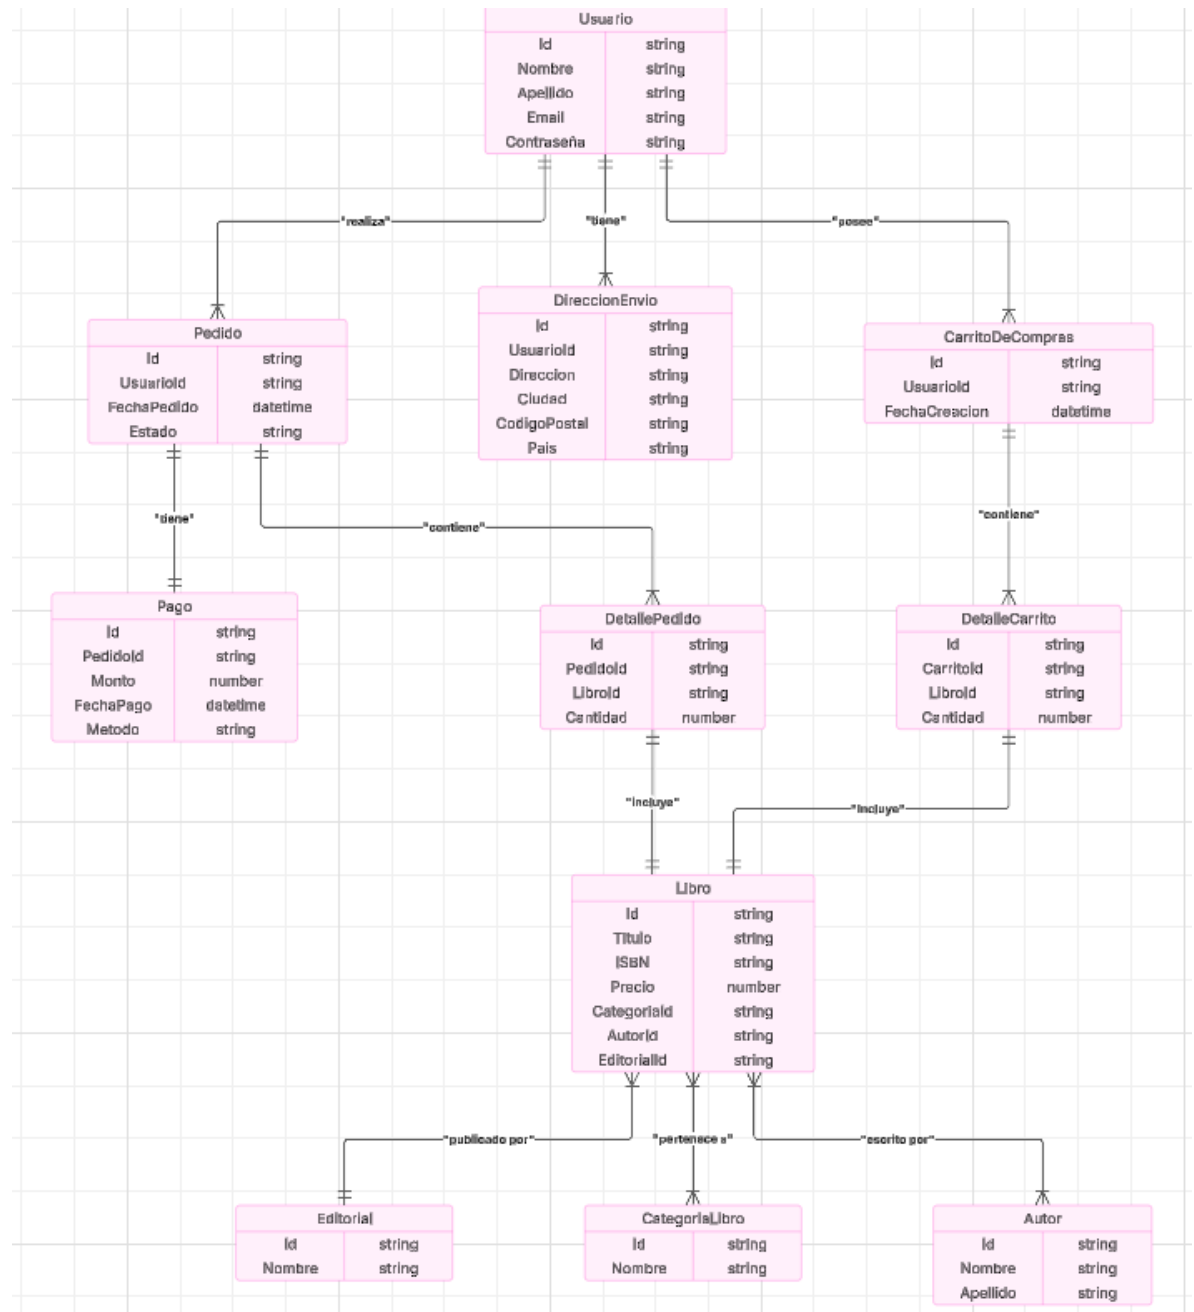 Usuario
Id string
Nombre string
Apellido string
Email string
Contraseña string
"realiza" "tiene" "posee"
DireccionEnvio
Id string
UsuarioId string
Direccion string
Ciudad string
CodigoPostal string
Pais string
Pedido
Id string
UsuarioId string
FechaPedido datetime
Estado string
CarritoDeCompras
Id string
UsuarioId string
FechaCreacion datetime
"tiene" "contiene" "contiene"
Pago
Id string
PedidoId string
Monto number
FechaPago datetime
Metodo string
DetallePedido
Id string
PedidoId string
LibroId string
Cantidad number
DetalleCarrito
Id string
CarritoId string
LibroId string
Cantidad number
"incluye" "incluye"
Libro
Id string
Titulo string
ISBN string
Precio number
CategoriaId string
AutorId string
EditorialId string
"publicado por" "pertenece a" "escrito por"
Editorial
Id string
Nombre string
CategoriaLibro
Id string
Nombre string
Autor
Id string
Nombre string
Apellido string